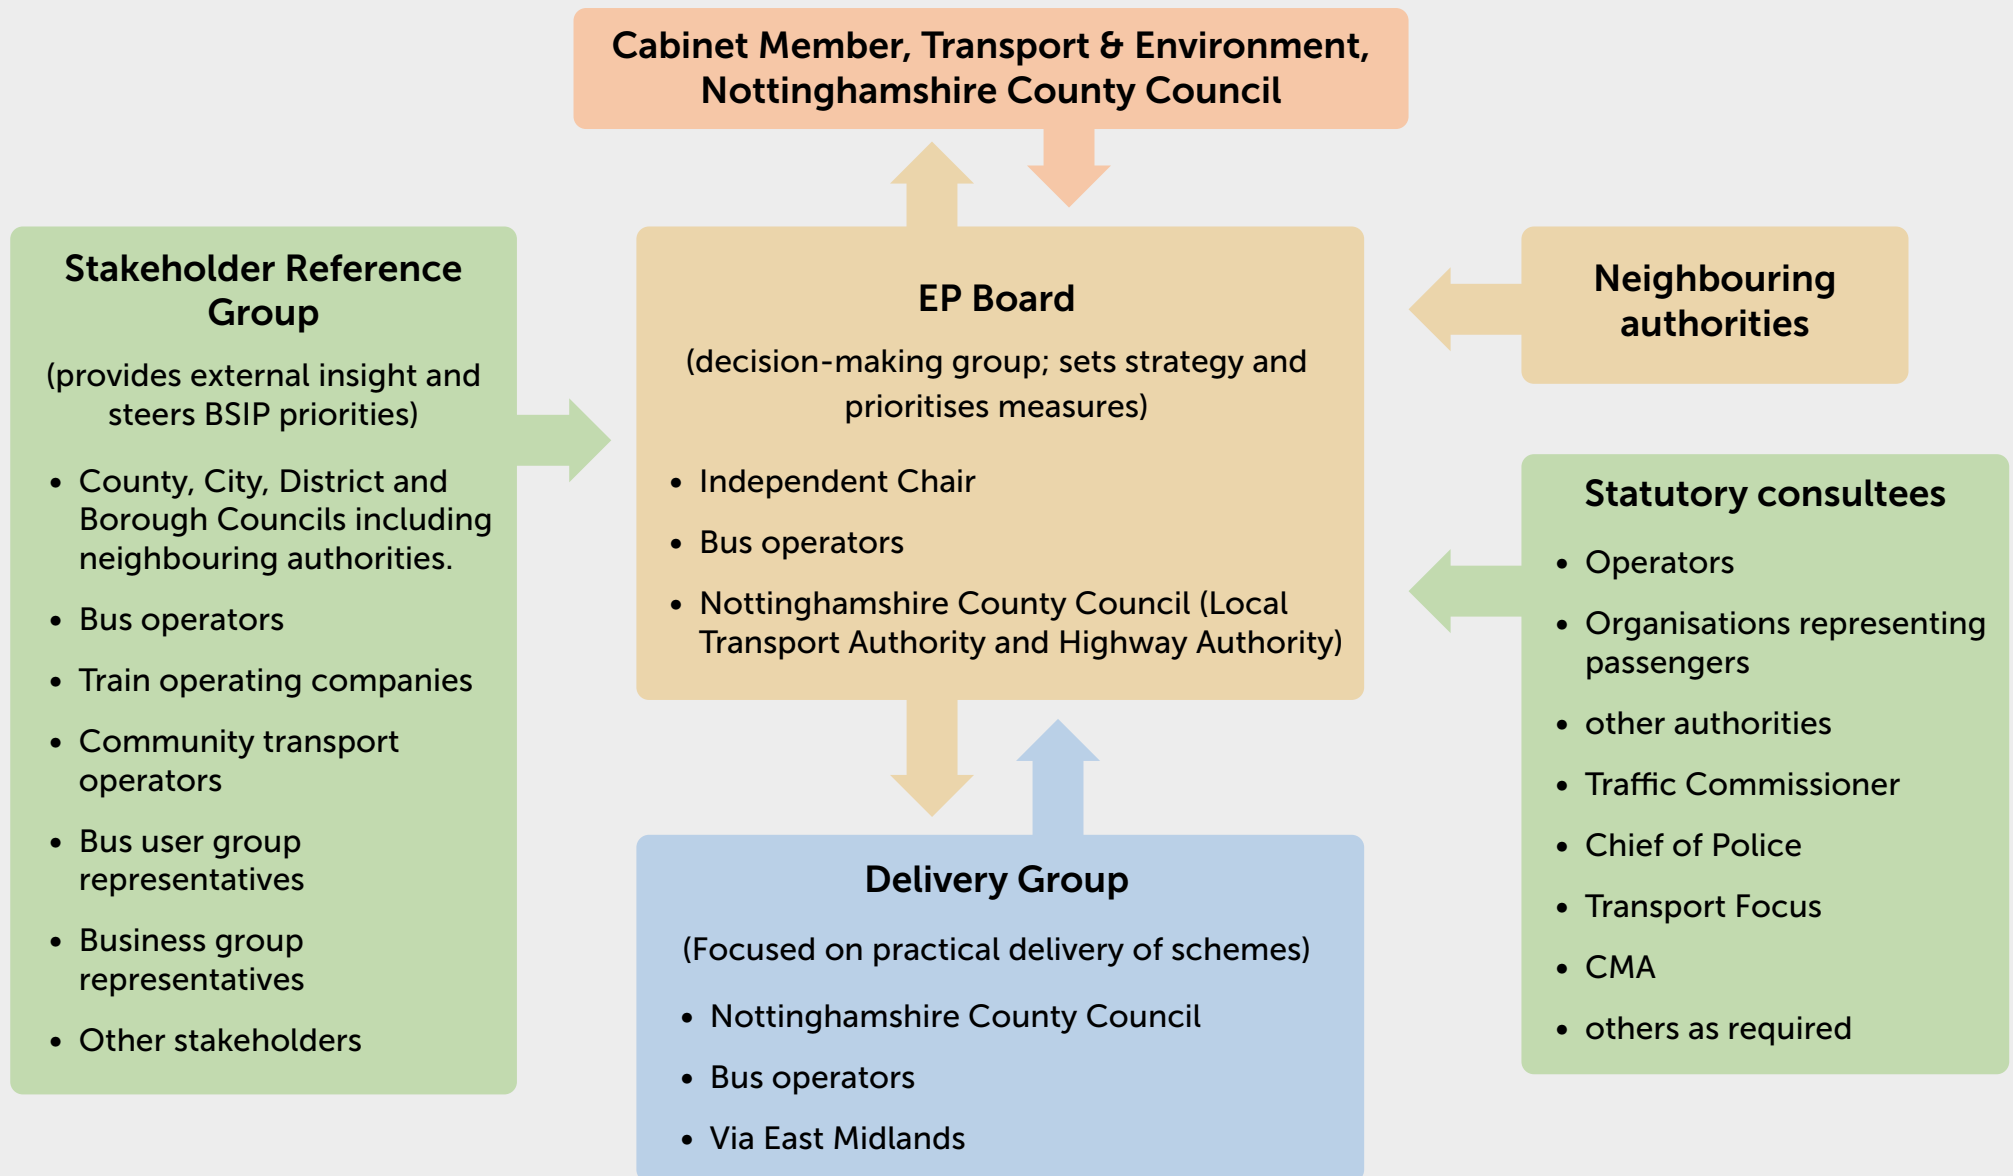 Cabinet Member, Transport & Environment,
Nottinghamshire County Council
Stakeholder Reference
Group
(provides external insight and
steers BSIP priorities)
• County, City, District and
Borough Councils including
neighbouring authorities.
• Bus operators
• Train operating companies
• Community transport
operators
• Bus user group
representatives
• Business group
representatives
• Other stakeholders
EP Board
(decision-making group; sets strategy and
prioritises measures)
• Independent Chair
• Bus operators
• Nottinghamshire County Council (Local
Transport Authority and Highway Authority)
Delivery Group
(Focused on practical delivery of schemes)
• Nottinghamshire County Council
• Bus operators
• Via East Midlands
Neighbouring
authorities
Statutory consultees
• Operators
• Organisations representing
passengers
• other authorities
• Traffic Commissioner
• Chief of Police
• Transport Focus
• CMA
• others as required